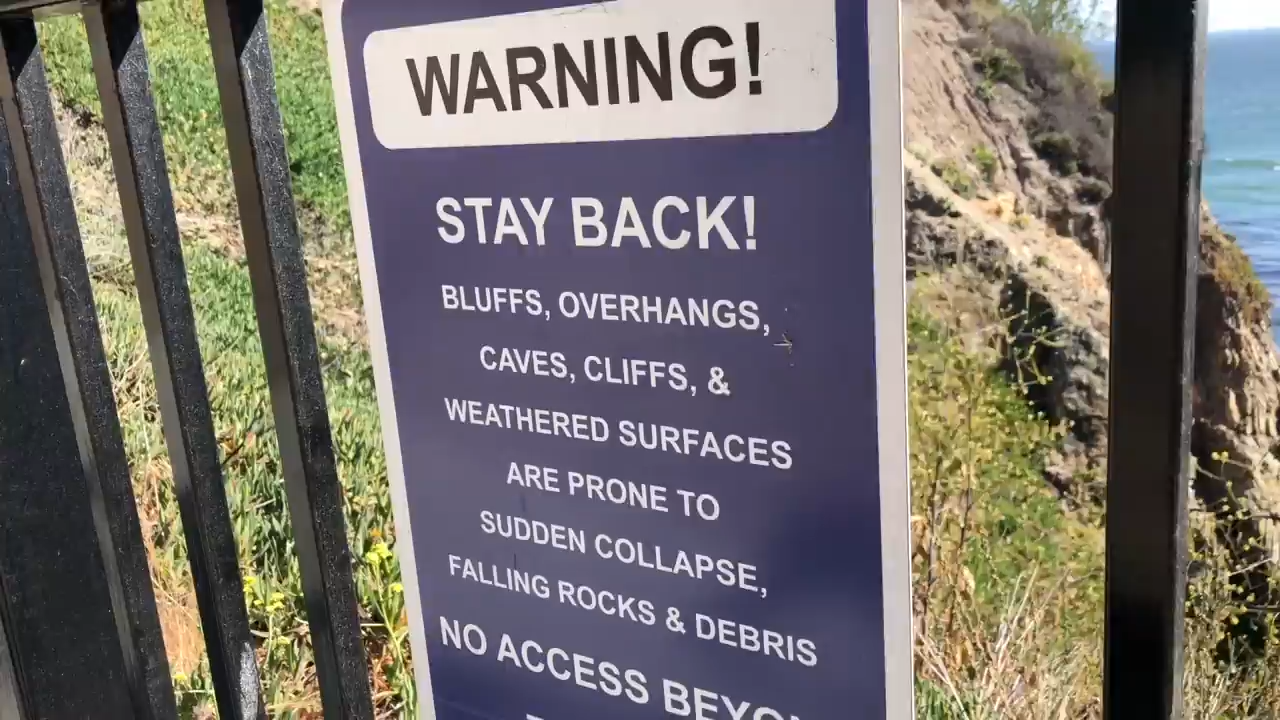 WARNING!
STAY BACK!
BLUFFS, OVERHANGS,
CAVES, CLIFFS, &
WEATHERED SURFACES
ARE PRONE TO
SUDDEN COLLAPSE,
FALLING ROCKS & DEBRIS
NO ACCESS